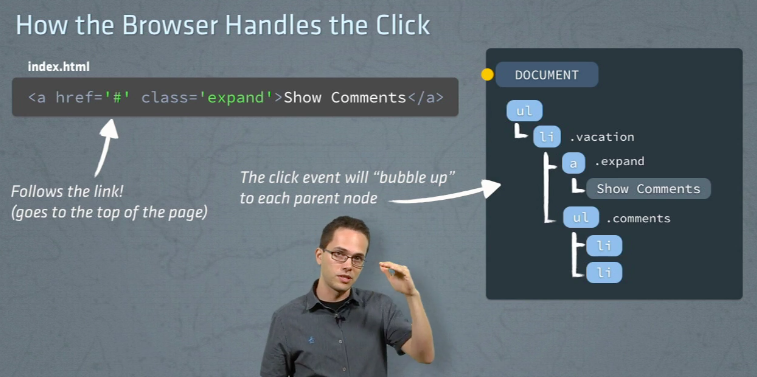 How the Browser Handles the Click
index.html
<a href='#' class='expand'>Show Comments</a>
Follows the link!
(goes to the top of the page)
The click event will “bubble up”
to each parent node
DOCUMENT
ul
li .vacation
a .expand
Show Comments
ul .comments
li
li